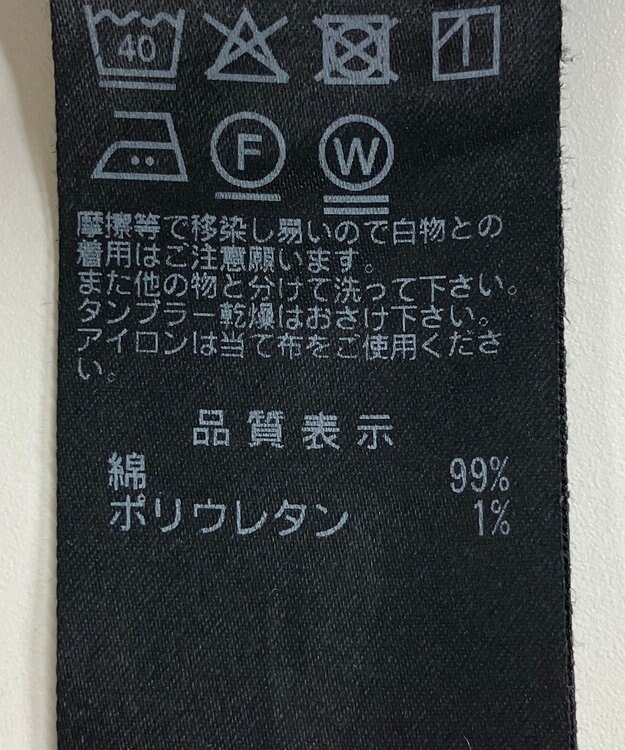 40
F W
摩擦等で移染し易いので白物との
着用はご注意願います。
また他の物と分けて洗って下さい。
タンブラー乾燥はおさけ下さい。
アイロンは当て布をご使用くださ
い。
品質表示
綿 99%
ポリウレタン 1%